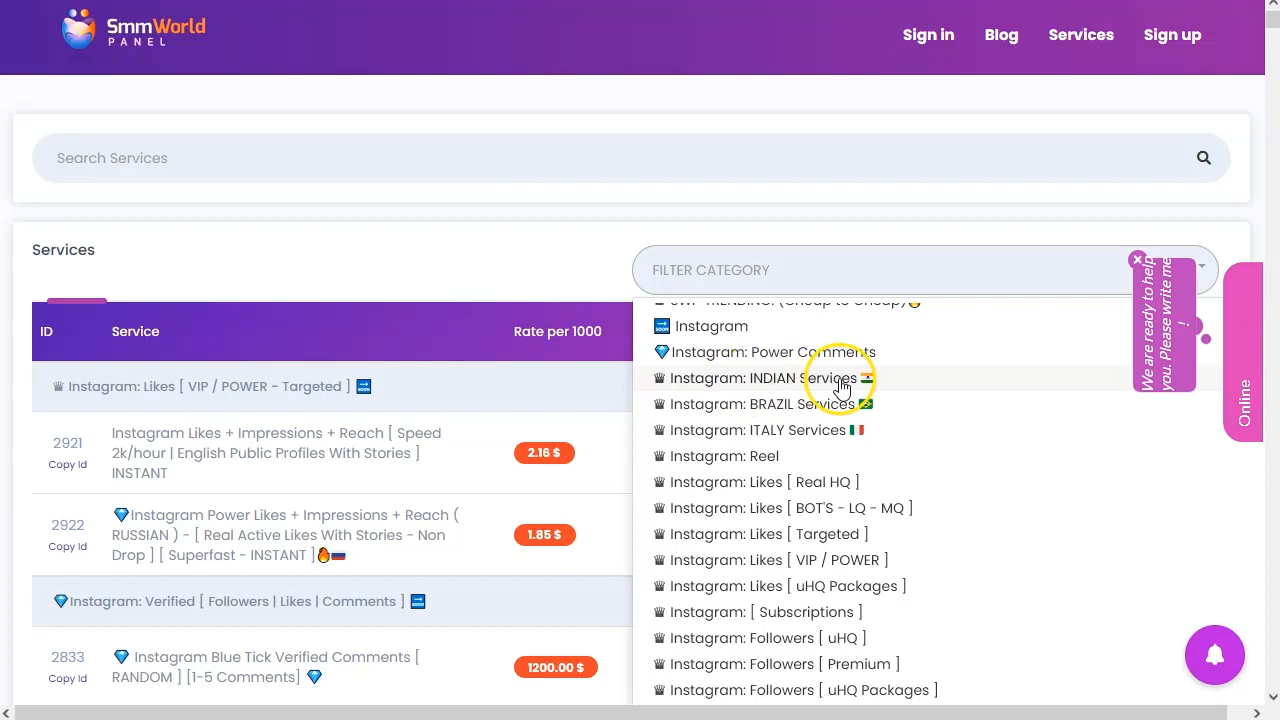 SmmWorld
PANEL
Sign in
Blog
Services
Sign up
Search Services
Services
FILTER CATEGORY
We are ready to help
you. Please write me
!
Online
ID
Service
Rate per 1000
♕ Instagram: Likes [ VIP / POWER - Targeted ] 🔜
2921
Copy Id
Instagram Likes + Impressions + Reach [ Speed
2k/hour | English Public Profiles With Stories ]
INSTANT
2.16 $
2922
Copy Id
💎Instagram Power Likes + Impressions + Reach (
RUSSIAN ) - [ Real Active Likes With Stories - Non
Drop ] [ Superfast - INSTANT ]🔥🇷🇺
1.85 $
💎Instagram: Verified [ Followers | Likes | Comments ] 🔜
2833
Copy Id
💎 Instagram Blue Tick Verified Comments [
RANDOM ] [1-5 Comments] 💎
1200.00 $
🔜 Instagram
💎Instagram: Power Comments
♛ Instagram: INDIAN Services 🇮🇳
♛ Instagram: BRAZIL Services 🇧🇷
♛ Instagram: ITALY Services 🇮🇹
♛ Instagram: Reel
♛ Instagram: Likes [ Real HQ ]
♛ Instagram: Likes [ BOT'S - LQ - MQ ]
♛ Instagram: Likes [ Targeted ]
♛ Instagram: Likes [ VIP / POWER ]
♛ Instagram: Likes [ uHQ Packages ]
♛ Instagram: [ Subscriptions ]
♛ Instagram: Followers [ uHQ ]
♛ Instagram: Followers [ Premium ]
♛ Instagram: Followers [ uHQ Packages ]